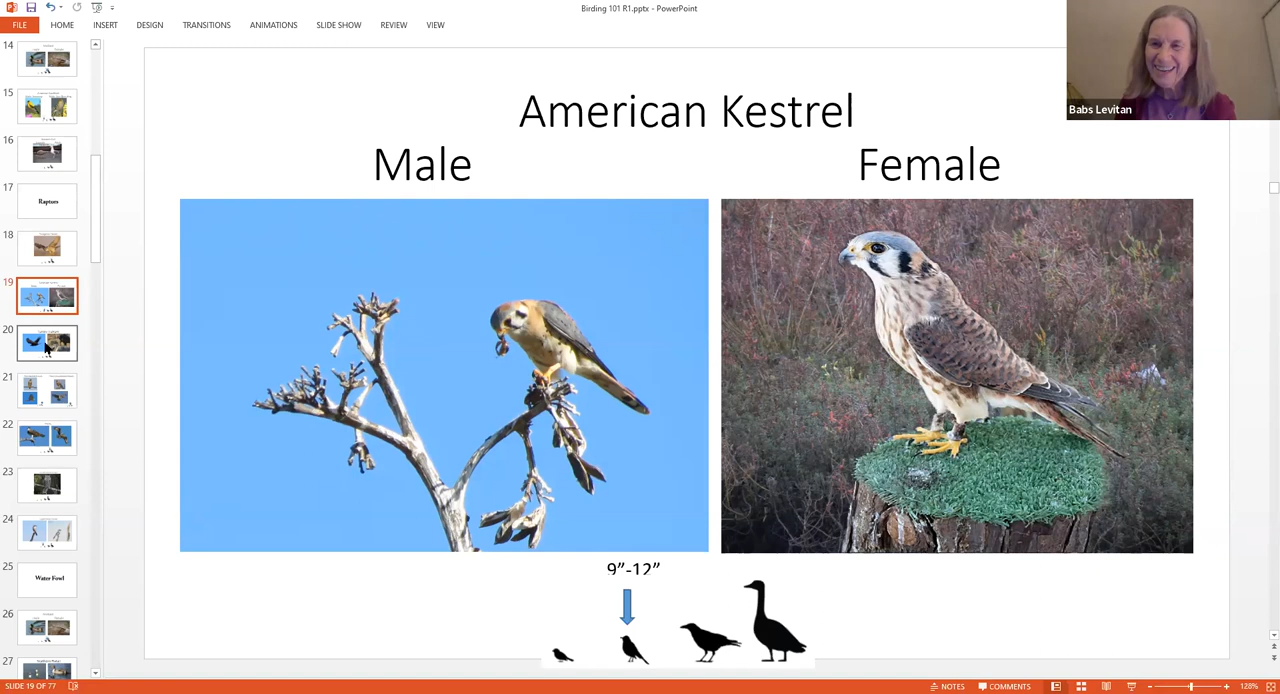 Birding 101 R1.pptx - PowerPoint
FILE HOME INSERT DESIGN TRANSITIONS ANIMATIONS SLIDE SHOW REVIEW VIEW
Babs Levitan
American Kestrel
Male Female
9”-12”
14
15
16
17
Raptors
18
19
20
21
22
23
24
25
Water Fowl
26
27
SLIDE 19 OF 77
NOTES COMMENTS 128%